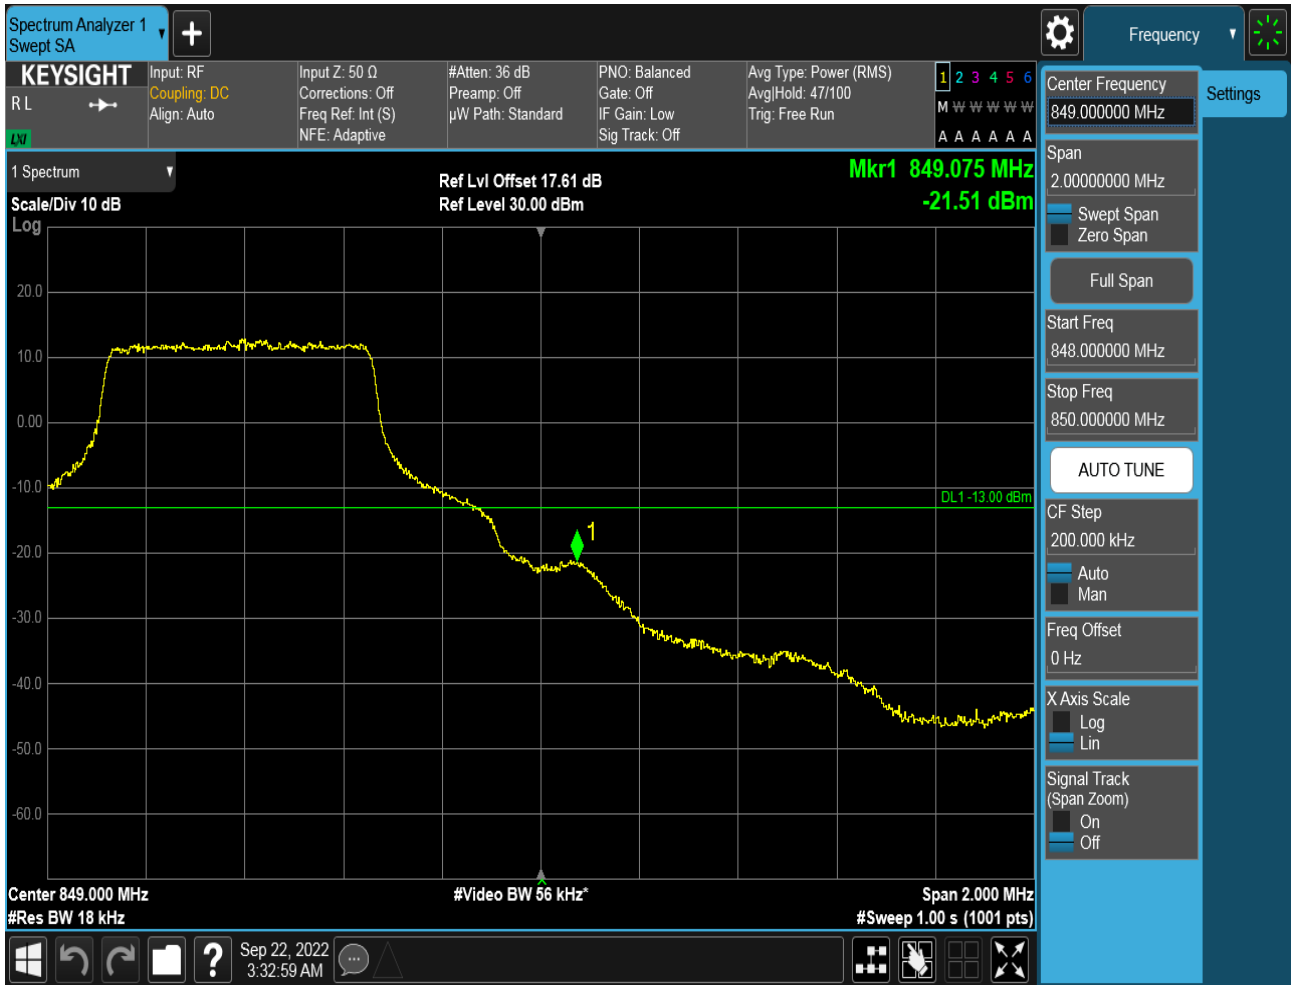 Spectrum Analyzer 1
Swept SA
Frequency
KEYSIGHT
R L
LXI
Input: RF
Coupling: DC
Align: Auto
Input Z: 50 Ω
Corrections: Off
Freq Ref: Int (S)
NFE: Adaptive
#Atten: 36 dB
Preamp: Off
µW Path: Standard
PNO: Balanced
Gate: Off
IF Gain: Low
Sig Track: Off
Avg Type: Power (RMS)
Avg|Hold: 47/100
Trig: Free Run
1 2 3 4 5 6
M W W W W W
A A A A A A
1 Spectrum
Scale/Div 10 dB
Log
Ref Lvl Offset 17.61 dB
Ref Level 30.00 dBm
Mkr1 849.075 MHz
-21.51 dBm
20.0
10.0
0.00
-10.0
-20.0
-30.0
-40.0
-50.0
-60.0
DL1 -13.00 dBm
1
Center 849.000 MHz
#Res BW 18 kHz
#Video BW 56 kHz*
Span 2.000 MHz
#Sweep 1.00 s (1001 pts)
Center Frequency
849.000000 MHz
Settings
Span
2.00000000 MHz
Swept Span
Zero Span
Full Span
Start Freq
848.000000 MHz
Stop Freq
850.000000 MHz
AUTO TUNE
CF Step
200.000 kHz
Auto
Man
Freq Offset
0 Hz
X Axis Scale
Log
Lin
Signal Track
(Span Zoom)
On
Off
?
Sep 22, 2022
3:32:59 AM